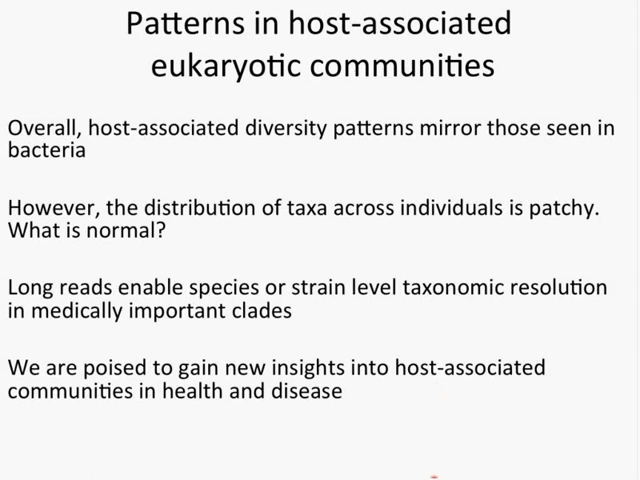 Patterns in host-associated
eukaryotic communities
Overall, host-associated diversity patterns mirror those seen in
bacteria
However, the distribution of taxa across individuals is patchy.
What is normal?
Long reads enable species or strain level taxonomic resolution
in medically important clades
We are poised to gain new insights into host-associated
communities in health and disease